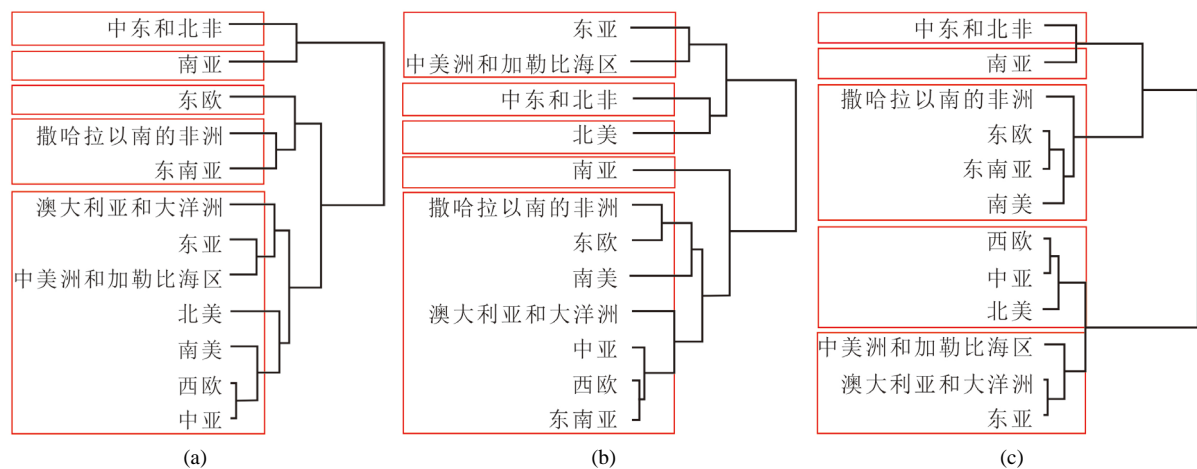 中东和北非
南亚
东欧
撒哈拉以南的非洲
东南亚
澳大利亚和大洋洲
东亚
中美洲和加勒比海区
北美
南美
西欧
中亚
(a)
东亚
中美洲和加勒比海区
中东和北非
北美
南亚
撒哈拉以南的非洲
东欧
南美
澳大利亚和大洋洲
中亚
西欧
东南亚
(b)
中东和北非
南亚
撒哈拉以南的非洲
东欧
东南亚
南美
西欧
中亚
北美
中美洲和加勒比海区
澳大利亚和大洋洲
东亚
(c)